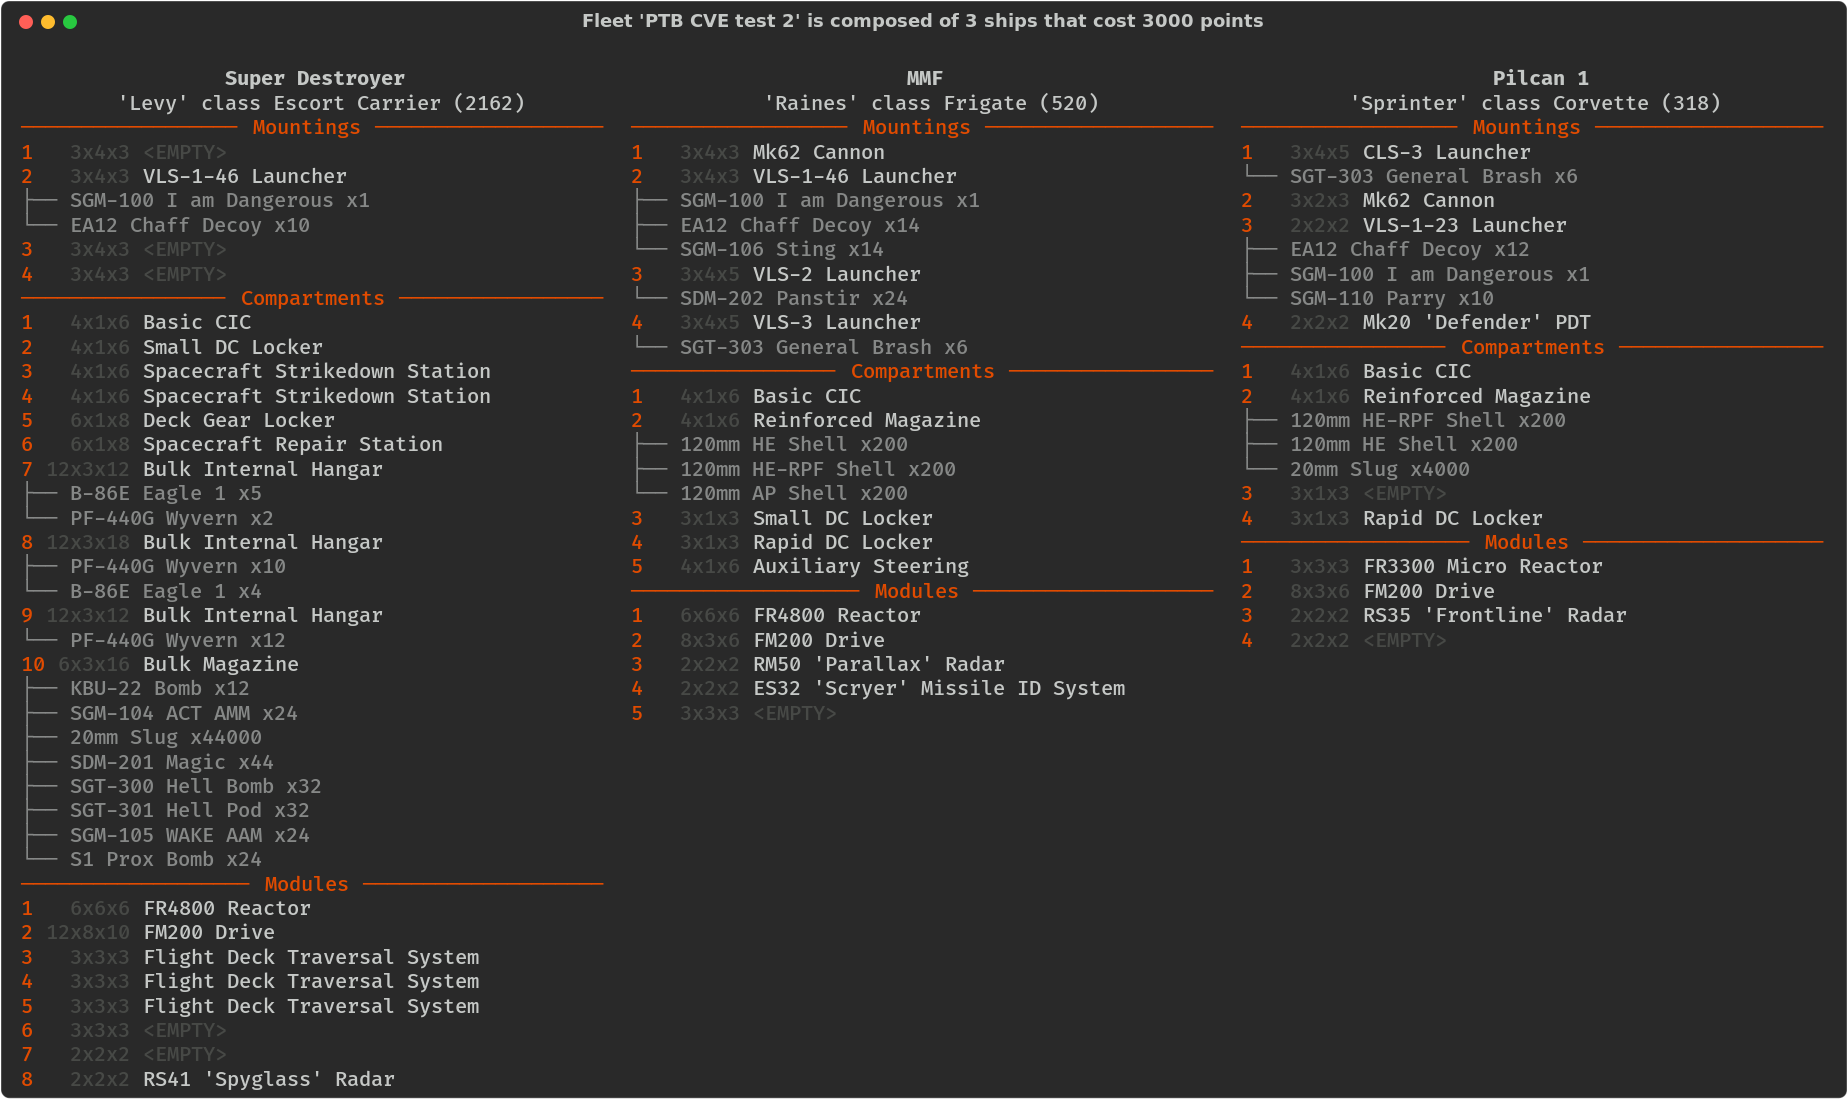 Fleet 'PTB CVE test 2' is composed of 3 ships that cost 3000 points
Super Destroyer
'Levy' class Escort Carrier (2162)
Mountings
1 3x4x3 <EMPTY>
2 3x4x3 VLS-1-46 Launcher
SGM-100 I am Dangerous x1
EA12 Chaff Decoy x10
3 3x4x3 <EMPTY>
4 3x4x3 <EMPTY>
Compartments
1 4x1x6 Basic CIC
2 4x1x6 Small DC Locker
3 4x1x6 Spacecraft Strikedown Station
4 4x1x6 Spacecraft Strikedown Station
5 6x1x8 Deck Gear Locker
6 6x1x8 Spacecraft Repair Station
7 12x3x12 Bulk Internal Hangar
B-86E Eagle 1 x5
PF-440G Wyvern x2
8 12x3x18 Bulk Internal Hangar
PF-440G Wyvern x10
B-86E Eagle 1 x4
9 12x3x12 Bulk Internal Hangar
PF-440G Wyvern x12
10 6x3x16 Bulk Magazine
KBU-22 Bomb x12
SGM-104 ACT AMM x24
20mm Slug x44000
SDM-201 Magic x44
SGT-300 Hell Bomb x32
SGT-301 Hell Pod x32
SGM-105 WAKE AAM x24
S1 Prox Bomb x24
Modules
1 6x6x6 FR4800 Reactor
2 12x8x10 FM200 Drive
3 3x3x3 Flight Deck Traversal System
4 3x3x3 Flight Deck Traversal System
5 3x3x3 Flight Deck Traversal System
6 3x3x3 <EMPTY>
7 2x2x2 <EMPTY>
8 2x2x2 RS41 'Spyglass' Radar
MMF
'Raines' class Frigate (520)
Mountings
1 3x4x3 Mk62 Cannon
2 3x4x3 VLS-1-46 Launcher
SGM-100 I am Dangerous x1
EA12 Chaff Decoy x14
SGM-106 Sting x14
3 3x4x5 VLS-2 Launcher
SDM-202 Panstir x24
4 3x4x5 VLS-3 Launcher
SGT-303 General Brash x6
Compartments
1 4x1x6 Basic CIC
2 4x1x6 Reinforced Magazine
120mm HE Shell x200
120mm HE-RPF Shell x200
120mm AP Shell x200
3 3x1x3 Small DC Locker
4 3x1x3 Rapid DC Locker
5 4x1x6 Auxiliary Steering
Modules
1 6x6x6 FR4800 Reactor
2 8x3x6 FM200 Drive
3 2x2x2 RM50 'Parallax' Radar
4 2x2x2 ES32 'Scryer' Missile ID System
5 3x3x3 <EMPTY>
Pilcan 1
'Sprinter' class Corvette (318)
Mountings
1 3x4x5 CLS-3 Launcher
SGT-303 General Brash x6
2 3x2x3 Mk62 Cannon
3 2x2x2 VLS-1-23 Launcher
EA12 Chaff Decoy x12
SGM-100 I am Dangerous x1
SGM-110 Parry x10
4 2x2x2 Mk20 'Defender' PDT
Compartments
1 4x1x6 Basic CIC
2 4x1x6 Reinforced Magazine
120mm HE-RPF Shell x200
120mm HE Shell x200
20mm Slug x4000
3 3x1x3 <EMPTY>
4 3x1x3 Rapid DC Locker
Modules
1 3x3x3 FR3300 Micro Reactor
2 8x3x6 FM200 Drive
3 2x2x2 RS35 'Frontline' Radar
4 2x2x2 <EMPTY>